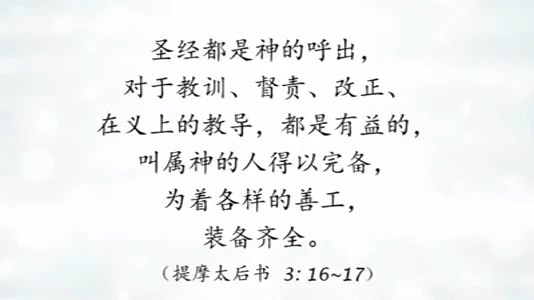 圣经都是神的呼出，
对于教训、督责、改正、
在义上的教导，都是有益的，
叫属神的人得以完备，
为着各样的善工，
装备齐全。
（提摩太后书 3: 16~17）